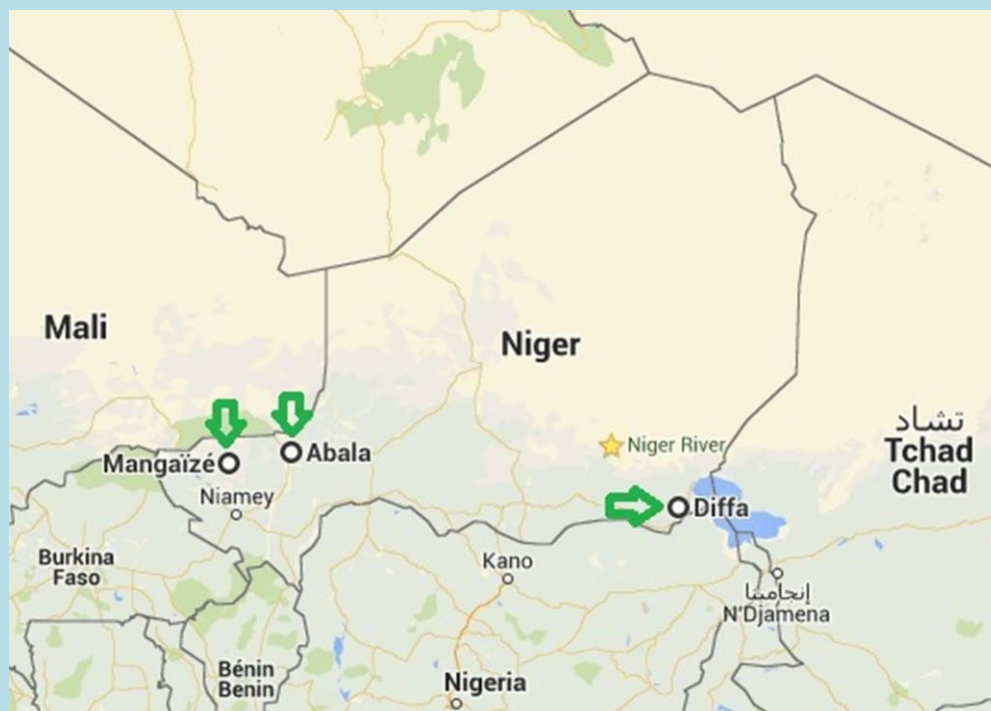 Mali
Niger
Mangaïzé
Abala
Niger River
تشاد
Tchad
Chad
Niamey
Diffa
Burkina
Faso
Kano
إنجامينا
N'Djamena
Bénin
Benin
Nigeria